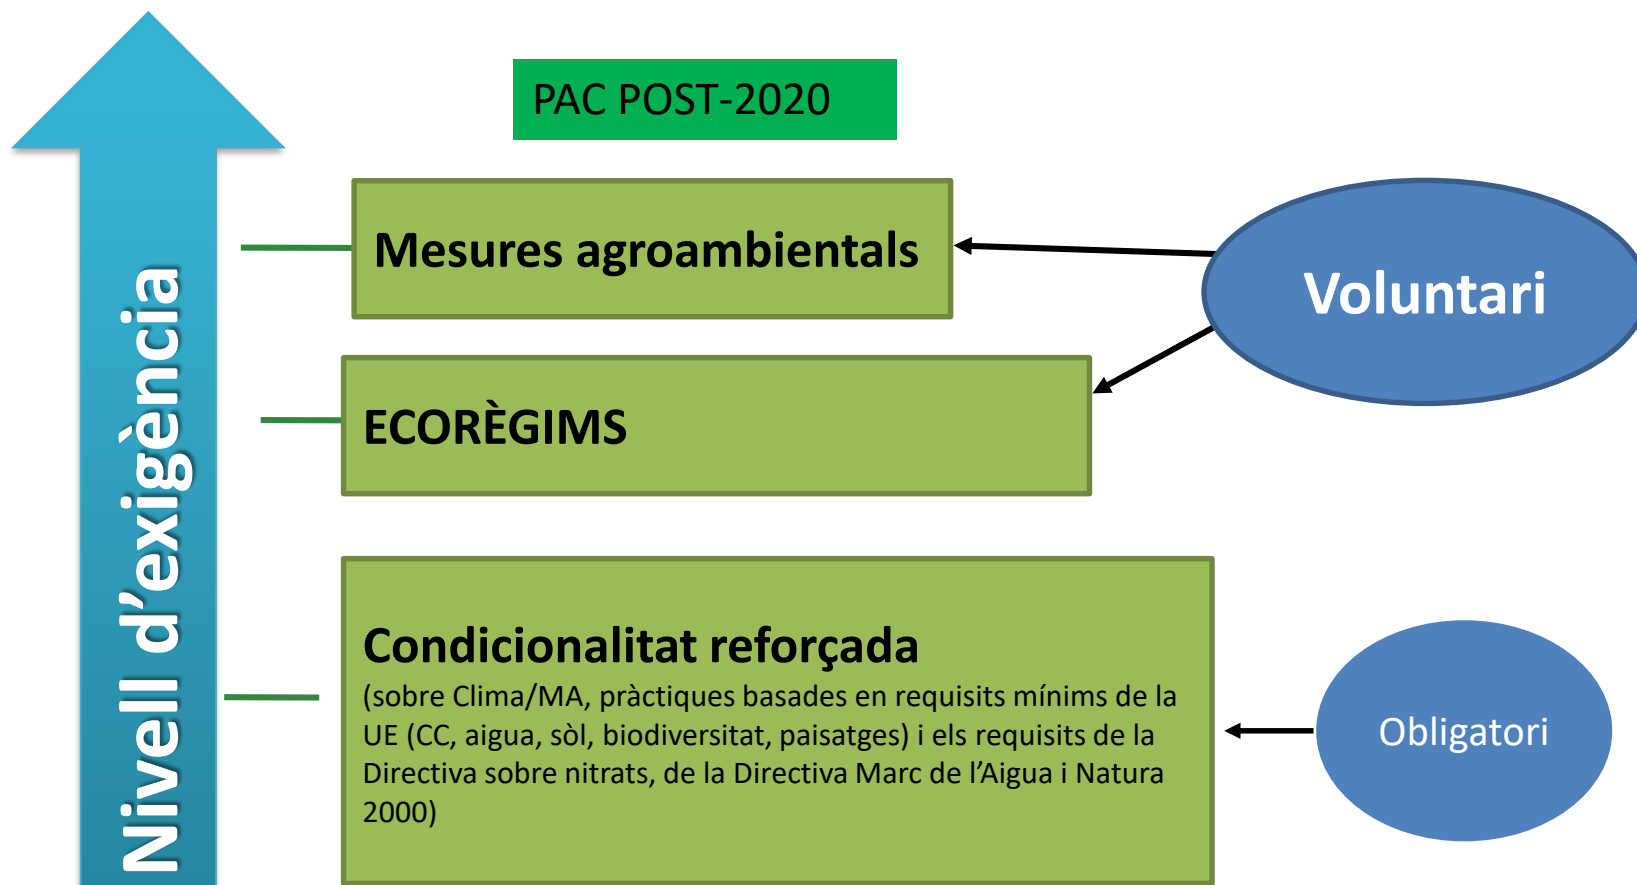 PAC POST-2020
Nivell d’exigència
Mesures agroambientals
Voluntari
ECORÈGIMS
Condicionalitat reforçada
(sobre Clima/MA, pràctiques basades en requisits mínims de la
UE (CC, aigua, sòl, biodiversitat, paisatges) i els requisits de la
Directiva sobre nitrats, de la Directiva Marc de l’Aigua i Natura
2000)
Obligatori